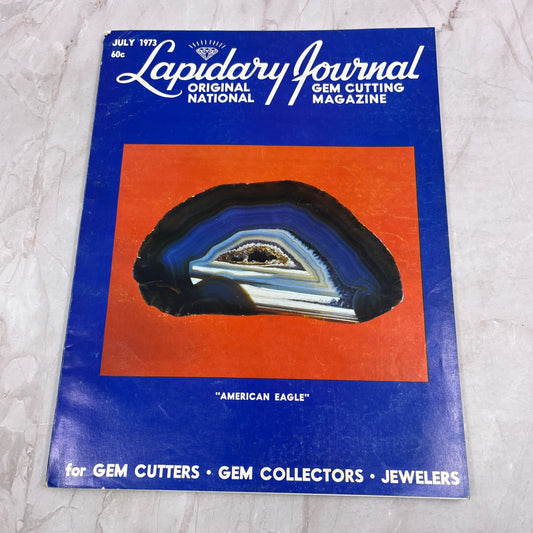 JULY 1973
60c
Lapidary Journal
ORIGINAL GEM CUTTING
NATIONAL MAGAZINE
"AMERICAN EAGLE"
for GEM CUTTERS • GEM COLLECTORS • JEWELERS